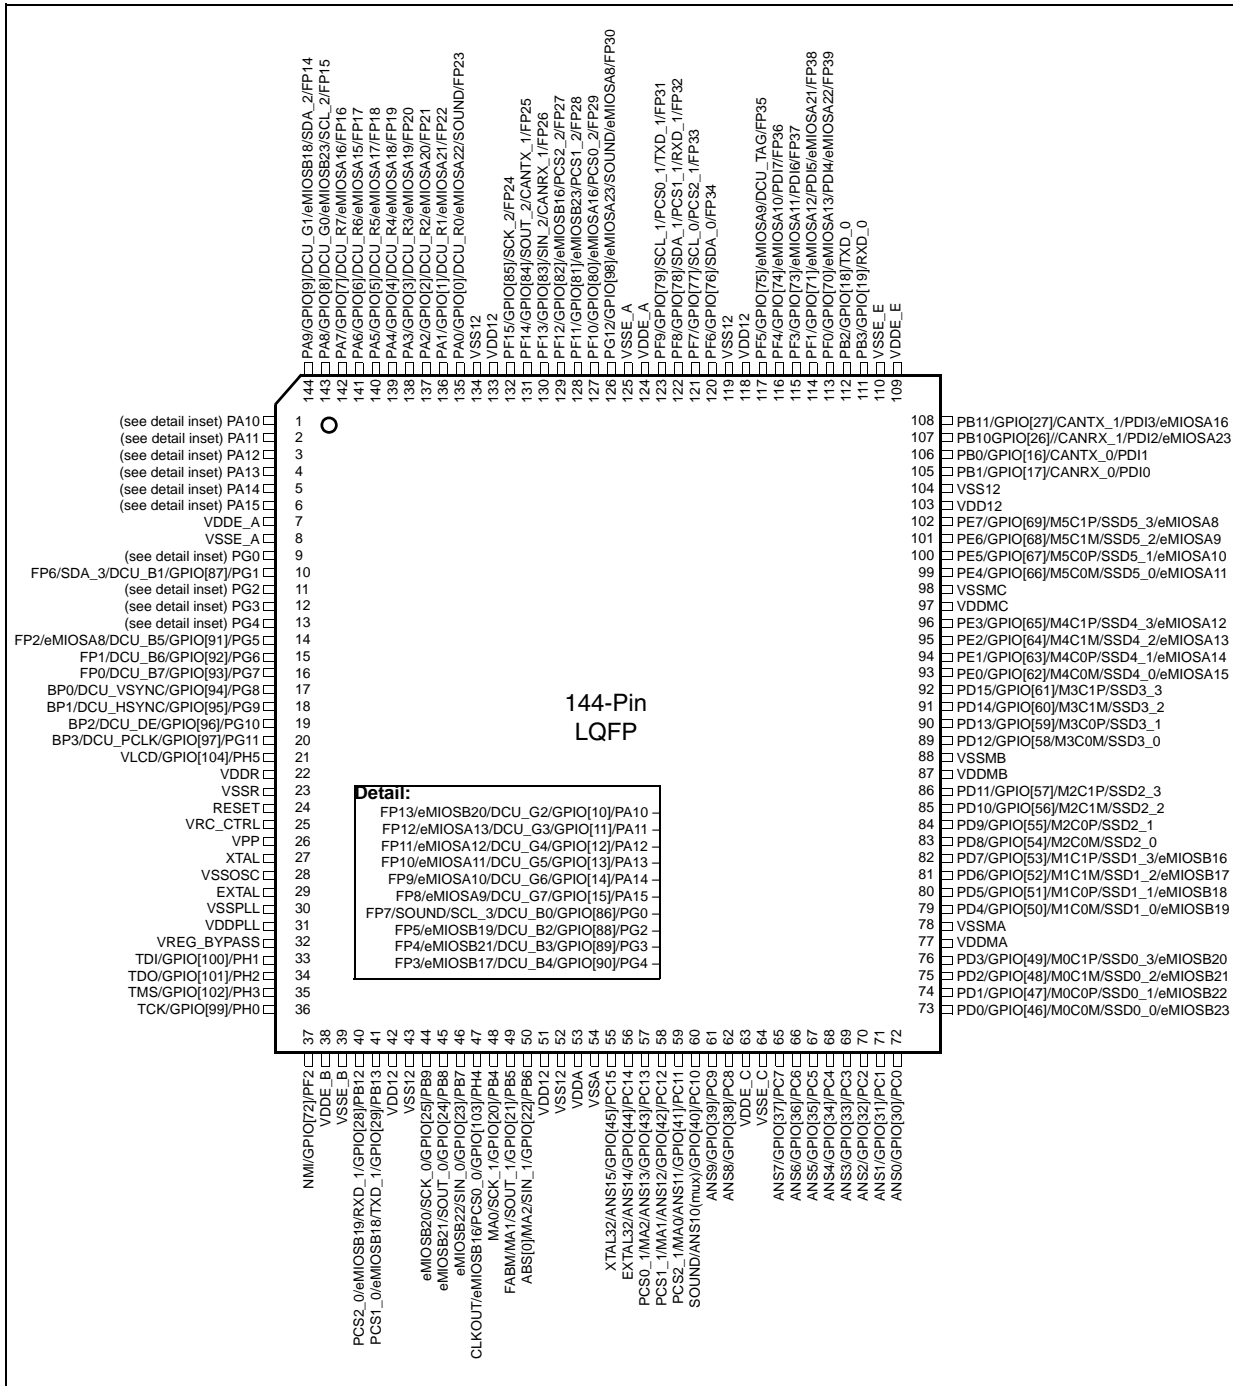 PA9/GPIO[9]/DCU_G1/eMIOSB18/SDA_2/FP14
PA8/GPIO[8]/DCU_G0/eMIOSB23/SCL_2/FP15
PA7/GPIO[7]/DCU_R7/eMIOSA16/FP16
PA6/GPIO[6]/DCU_R6/eMIOSA15/FP17
PA5/GPIO[5]/DCU_R5/eMIOSA17/FP18
PA4/GPIO[4]/DCU_R4/eMIOSA18/FP19
PA3/GPIO[3]/DCU_R3/eMIOSA19/FP20
PA2/GPIO[2]/DCU_R2/eMIOSA20/FP21
PA1/GPIO[1]/DCU_R1/eMIOSA21/FP22
PA0/GPIO[0]/DCU_R0/eMIOSA22/SOUND/FP23
VSS12
VDD12
PF15/GPIO[85]/SCK_2/FP24
PF14/GPIO[84]/SOUT_2/CANTX_1/FP25
PF13/GPIO[83]/SIN_2/CANRX_1/FP26
PF12/GPIO[82]/eMIOSB16/PCS2_2/FP27
PF11/GPIO[81]/eMIOSB23/PCS1_2/FP28
PF10/GPIO[80]/eMIOSA16/PCS0_2/FP29
PG12/GPIO[98]/eMIOSA23/SOUND/eMIOSA8/FP30
VSSE_A
VDDE_A
PF9/GPIO[79]/SCL_1/PCS0_1/TXD_1/FP31
PF8/GPIO[78]/SDA_1/PCS1_1/RXD_1/FP32
PF7/GPIO[77]/SCL_0/PCS2_1/FP33
PF6/GPIO[76]/SDA_0/FP34
VSS12
VDD12
PF5/GPIO[75]/eMIOSA9/DCU_TAG/FP35
PF4/GPIO[74]/eMIOSA10/PDI7/FP36
PF3/GPIO[73]/eMIOSA11/PDI6/FP37
PF1/GPIO[71]/eMIOSA12/PDI5/eMIOSA21/FP38
PF0/GPIO[70]/eMIOSA13/PDI4/eMIOSA22/FP39
PB2/GPIO[18]/TXD_0
PB3/GPIO[19]/RXD_0
VSSE_E
VDDE_E
144 143 142 141 140 139 138 137 136 135 134 133 132 131 130 129 128 127 126 125 124 123 122 121 120 119 118 117 116 115 114 113 112 111 110 109
(see detail inset) PA10 1
(see detail inset) PA11 2
(see detail inset) PA12 3
(see detail inset) PA13 4
(see detail inset) PA14 5
(see detail inset) PA15 6
VDDE_A 7
VSSE_A 8
(see detail inset) PG0 9
FP6/SDA_3/DCU_B1/GPIO[87]/PG1 10
(see detail inset) PG2 11
(see detail inset) PG3 12
(see detail inset) PG4 13
FP2/eMIOSA8/DCU_B5/GPIO[91]/PG5 14
FP1/DCU_B6/GPIO[92]/PG6 15
FP0/DCU_B7/GPIO[93]/PG7 16
BP0/DCU_VSYNC/GPIO[94]/PG8 17
BP1/DCU_HSYNC/GPIO[95]/PG9 18
BP2/DCU_DE/GPIO[96]/PG10 19
BP3/DCU_PCLK/GPIO[97]/PG11 20
VLCD/GPIO[104]/PH5 21
VDDR 22
VSSR 23
RESET 24
VRC_CTRL 25
VPP 26
XTAL 27
VSSOSC 28
EXTAL 29
VSSPLL 30
VDDPLL 31
VREG_BYPASS 32
TDI/GPIO[100]/PH1 33
TDO/GPIO[101]/PH2 34
TMS/GPIO[102]/PH3 35
TCK/GPIO[99]/PH0 36
144-Pin
LQFP
Detail:
FP13/eMIOSB20/DCU_G2/GPIO[10]/PA10
FP12/eMIOSA13/DCU_G3/GPIO[11]/PA11
FP11/eMIOSA12/DCU_G4/GPIO[12]/PA12
FP10/eMIOSA11/DCU_G5/GPIO[13]/PA13
FP9/eMIOSA10/DCU_G6/GPIO[14]/PA14
FP8/eMIOSA9/DCU_G7/GPIO[15]/PA15
FP7/SOUND/SCL_3/DCU_B0/GPIO[86]/PG0
FP5/eMIOSB19/DCU_B2/GPIO[88]/PG2
FP4/eMIOSB21/DCU_B3/GPIO[89]/PG3
FP3/eMIOSB17/DCU_B4/GPIO[90]/PG4
108 PB11/GPIO[27]/CANTX_1/PDI3/eMIOSA16
107 PB10GPIO[26]//CANRX_1/PDI2/eMIOSA23
106 PB0/GPIO[16]/CANTX_0/PDI1
105 PB1/GPIO[17]/CANRX_0/PDI0
104 VSS12
103 VDD12
102 PE7/GPIO[69]/M5C1P/SSD5_3/eMIOSA8
101 PE6/GPIO[68]/M5C1M/SSD5_2/eMIOSA9
100 PE5/GPIO[67]/M5C0P/SSD5_1/eMIOSA10
99 PE4/GPIO[66]/M5C0M/SSD5_0/eMIOSA11
98 VSSMC
97 VDDMC
96 PE3/GPIO[65]/M4C1P/SSD4_3/eMIOSA12
95 PE2/GPIO[64]/M4C1M/SSD4_2/eMIOSA13
94 PE1/GPIO[63]/M4C0P/SSD4_1/eMIOSA14
93 PE0/GPIO[62]/M4C0M/SSD4_0/eMIOSA15
92 PD15/GPIO[61]/M3C1P/SSD3_3
91 PD14/GPIO[60]/M3C1M/SSD3_2
90 PD13/GPIO[59]/M3C0P/SSD3_1
89 PD12/GPIO[58/M3C0M/SSD3_0
88 VSSMB
87 VDDMB
86 PD11/GPIO[57]/M2C1P/SSD2_3
85 PD10/GPIO[56]/M2C1M/SSD2_2
84 PD9/GPIO[55]/M2C0P/SSD2_1
83 PD8/GPIO[54]/M2C0M/SSD2_0
82 PD7/GPIO[53]/M1C1P/SSD1_3/eMIOSB16
81 PD6/GPIO[52]/M1C1M/SSD1_2/eMIOSB17
80 PD5/GPIO[51]/M1C0P/SSD1_1/eMIOSB18
79 PD4/GPIO[50]/M1C0M/SSD1_0/eMIOSB19
78 VSSMA
77 VDDMA
76 PD3/GPIO[49]/M0C1P/SSD0_3/eMIOSB20
75 PD2/GPIO[48]/M0C1M/SSD0_2/eMIOSB21
74 PD1/GPIO[47]/M0C0P/SSD0_1/eMIOSB22
73 PD0/GPIO[46]/M0C0M/SSD0_0/eMIOSB23
37 38 39 40 41 42 43 44 45 46 47 48 49 50 51 52 53 54 55 56 57 58 59 60 61 62 63 64 65 66 67 68 69 70 71 72
NMI/GPIO[72]/PF2
VDDE_B
VSSE_B
PCS2_0/eMIOSB19/RXD_1/GPIO[28]/PB12
PCS1_0/eMIOSB18/TXD_1/GPIO[29]/PB13
VDD12
VSS12
eMIOSB20/SCK_0/GPIO[25]/PB9
eMIOSB21/SOUT_0/GPIO[24]/PB8
eMIOSB22/SIN_0/GPIO[23]/PB7
CLKOUT/eMIOSB16/PCS0_0/GPIO[103]/PH4
MA0/SCK_1/GPIO[20]/PB4
FABM/MA1/SOUT_1/GPIO[21]/PB5
ABS[0]/MA2/SIN_1/GPIO[22]/PB6
VDD12
VSS12
VDDA
VSSA
XTAL32/ANS15/GPIO[45]/PC15
EXTAL32/ANS14/GPIO[44]/PC14
PCS0_1/MA2/ANS13/GPIO[43]/PC13
PCS1_1/MA1/ANS12/GPIO[42]/PC12
PCS2_1/MA0/ANS11/GPIO[41]/PC11
SOUND/ANS10(mux)/GPIO[40]/PC10
ANS9/GPIO[39]/PC9
ANS8/GPIO[38]/PC8
VDDE_C
VSSE_C
ANS7/GPIO[37]/PC7
ANS6/GPIO[36]/PC6
ANS5/GPIO[35]/PC5
ANS4/GPIO[34]/PC4
ANS3/GPIO[33]/PC3
ANS2/GPIO[32]/PC2
ANS1/GPIO[31]/PC1
ANS0/GPIO[30]/PC0